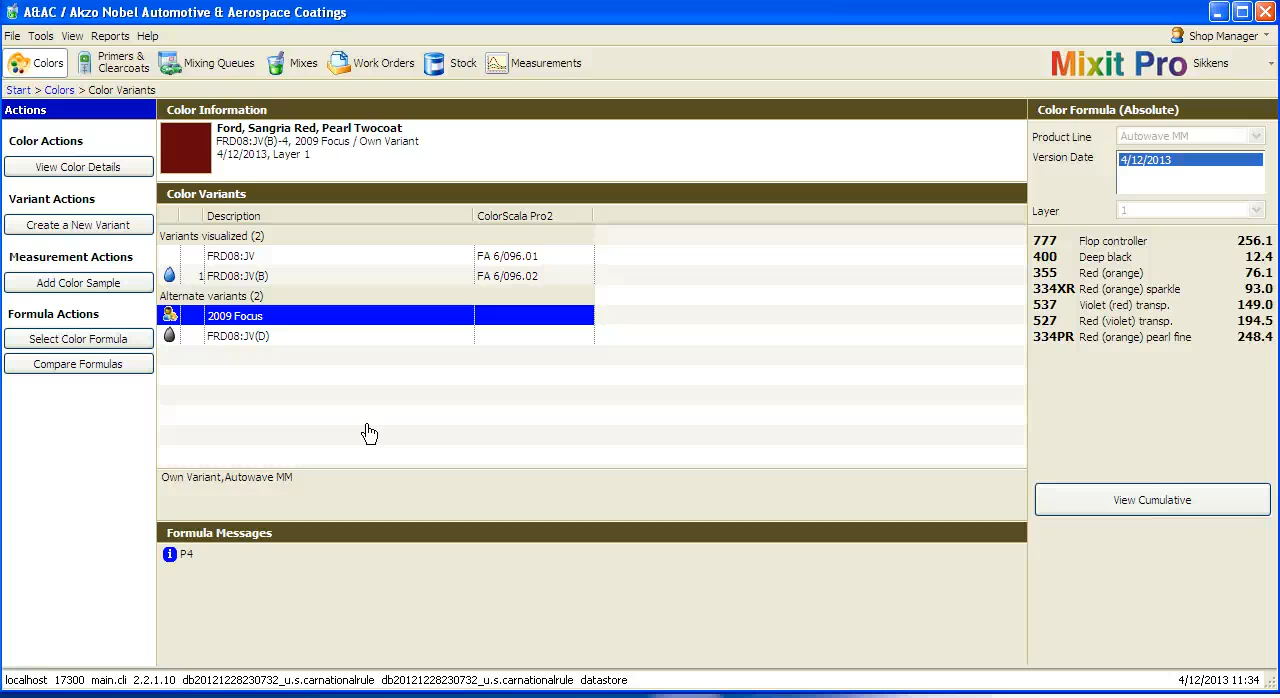 A&AC / Akzo Nobel Automotive & Aerospace Coatings
File Tools View Reports Help
Shop Manager
Colors
Primers & Clearcoats
Mixing Queues
Mixes
Work Orders
Stock
Measurements
Mixit Pro Sikkens
Start > Colors > Color Variants
Actions
Color Actions
View Color Details
Variant Actions
Create a New Variant
Measurement Actions
Add Color Sample
Formula Actions
Select Color Formula
Compare Formulas
Color Information
Ford, Sangria Red, Pearl Twocoat
FRD08:JV(B)-4, 2009 Focus / Own Variant
4/12/2013, Layer 1
Color Variants
Description ColorScala Pro2
Variants visualized (2)
FRD08:JV FA 6/096.01
1 FRD08:JV(B) FA 6/096.02
Alternate variants (2)
2009 Focus
FRD08:JV(D)
Own Variant,Autowave MM
Formula Messages
i P4
Color Formula (Absolute)
Product Line Autowave MM
Version Date 4/12/2013
Layer 1
777 Flop controller 256.1
400 Deep black 12.4
355 Red (orange) 76.1
334XR Red (orange) sparkle 93.0
537 Violet (red) transp. 149.0
527 Red (violet) transp. 194.5
334PR Red (orange) pearl fine 248.4
View Cumulative
localhost 17300 main.cli 2.2.1.10 db20121228230732_u.s.carnationalrule db20121228230732_u.s.carnationalrule datastore
4/12/2013 11:34